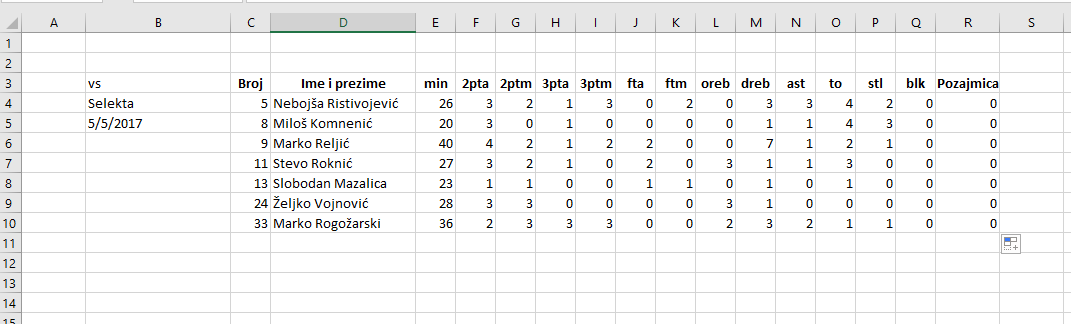 A B C D E F G H I J K L M N O P Q R S
1
2
3 vs Broj Ime i prezime min 2pta 2ptm 3pta 3ptm fta ftm oreb dreb ast to stl blk Pozajmica
4 Selekta 5 Nebojša Ristivojević 26 3 2 1 3 0 2 0 3 3 4 2 0 0
5 5/5/2017 8 Miloš Komnenić 20 3 0 1 0 0 0 0 1 1 4 3 0 0
6 9 Marko Reljić 40 4 2 1 2 2 0 0 7 1 2 1 0 0
7 11 Stevo Roknić 27 3 2 1 0 2 0 3 1 1 3 0 0 0
8 13 Slobodan Mazalica 23 1 1 0 0 1 1 0 1 0 1 0 0 0
9 24 Željko Vojnović 28 3 3 0 0 0 0 3 1 0 0 0 0 0
10 33 Marko Rogožarski 36 2 3 3 3 0 0 2 3 2 1 1 0 0
11
12
13
14
15